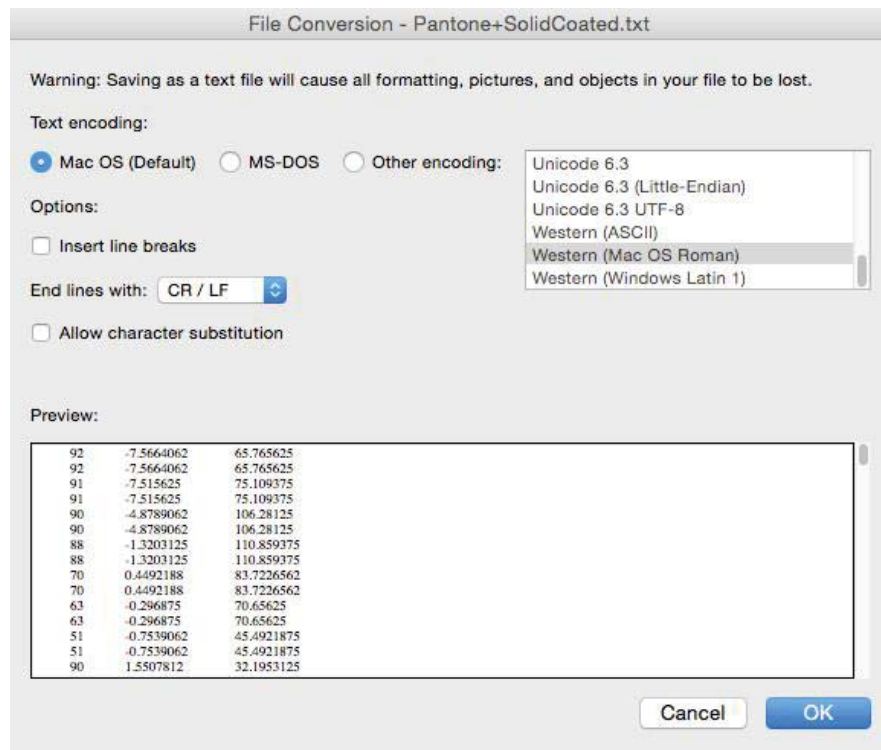 File Conversion - Pantone+SolidCoated.txt
Warning: Saving as a text file will cause all formatting, pictures, and objects in your file to be lost.
Text encoding:
Mac OS (Default) MS-DOS Other encoding:
Unicode 6.3
Unicode 6.3 (Little-Endian)
Unicode 6.3 UTF-8
Western (ASCII)
Western (Mac OS Roman)
Western (Windows Latin 1)
Options:
Insert line breaks
End lines with: CR / LF
Allow character substitution
Preview:
92 -7.5664062 65.765625
92 -7.5664062 65.765625
91 -7.515625 75.109375
91 -7.515625 75.109375
90 -4.8789062 106.28125
90 -4.8789062 106.28125
88 -1.3203125 110.859375
88 -1.3203125 110.859375
70 0.4492188 83.7226562
70 0.4492188 83.7226562
63 -0.296875 70.65625
63 -0.296875 70.65625
51 -0.7539062 45.4921875
51 -0.7539062 45.4921875
90 1.5507812 32.1953125
Cancel OK